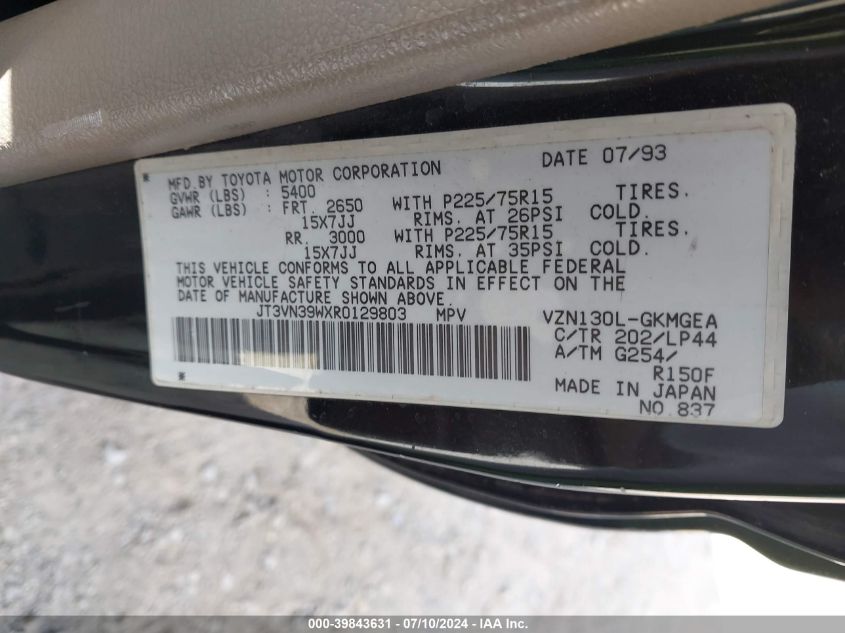 MFD.BY TOYOTA MOTOR CORPORATION DATE 07/93
GVWR (LBS) : 5400
GAWR (LBS) : FRT. 2650 WITH P225/75R15 TIRES.
15X7JJ RIMS. AT 26PSI COLD.
RR. 3000 WITH P225/75R15 TIRES.
15X7JJ RIMS. AT 35PSI COLD.
THIS VEHICLE CONFORMS TO ALL APPLICABLE FEDERAL
MOTOR VEHICLE SAFETY STANDARDS IN EFFECT ON THE
DATE OF MANUFACTURE SHOWN ABOVE.
JT3VN39WXR0129803 MPV VZN130L-GKMGEA
C/TR 202/LP44
A/TM G254/
R150F
MADE IN JAPAN
NO.837
000-39843631 - 07/10/2024 - IEAA Inc.